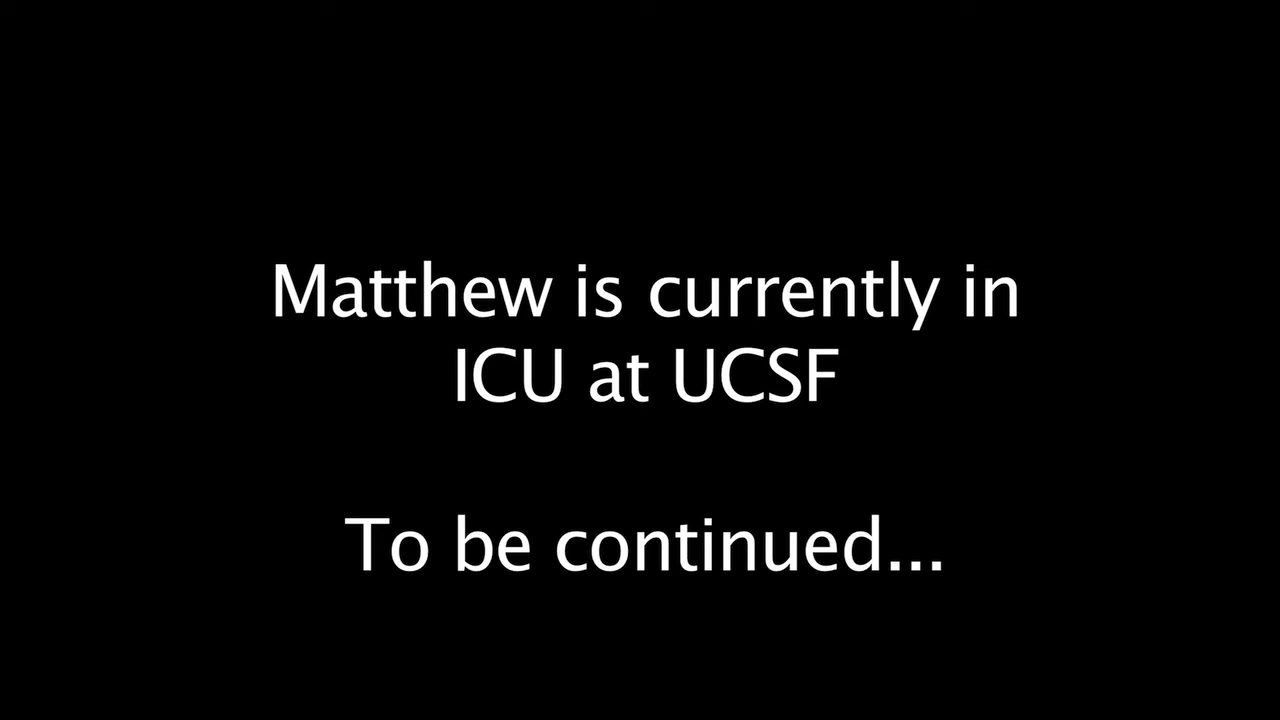 Matthew is currently in
ICU at UCSF
To be continued...